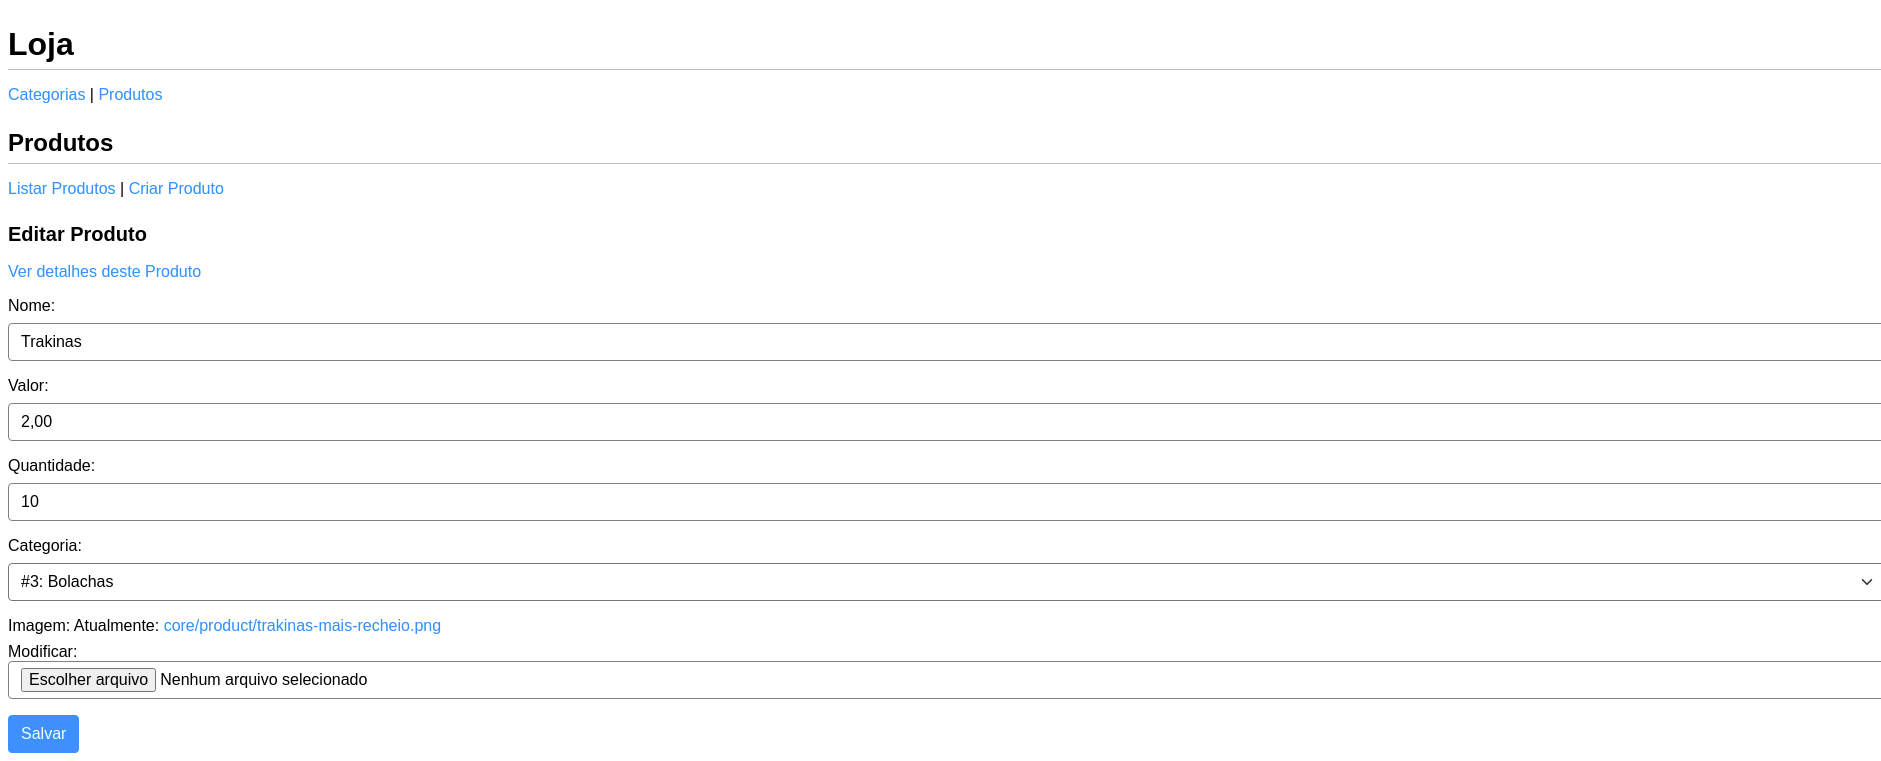 Loja
Categorias | Produtos
Produtos
Listar Produtos | Criar Produto
Editar Produto
Ver detalhes deste Produto
Nome:
Trakinas
Valor:
2,00
Quantidade:
10
Categoria:
#3: Bolachas
Imagem: Atualmente: core/product/trakinas-mais-recheio.png
Modificar:
Escolher arquivo Nenhum arquivo selecionado
Salvar